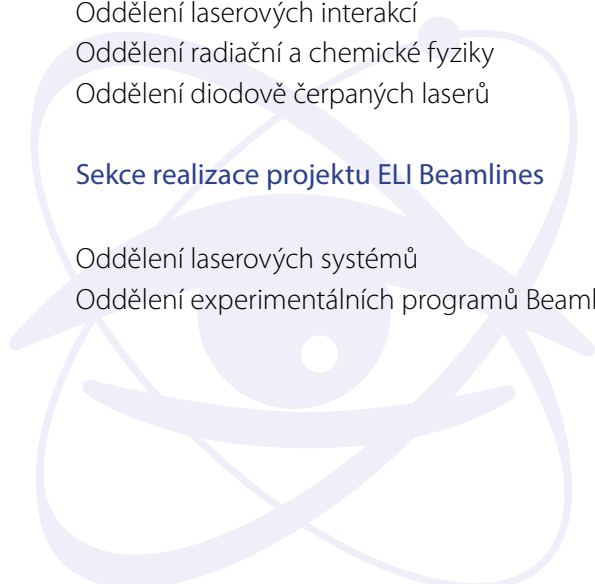 Oddělení laserových interakcí
Oddělení radiační a chemické fyziky
Oddělení diodově čerpaných laserů
Sekce realizace projektu ELI Beamlines
Oddělení laserových systémů
Oddělení experimentálních programů